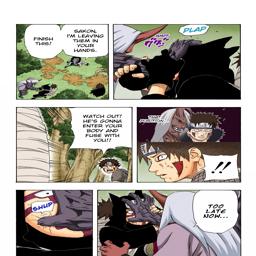 FINISH
THIS!
SAKON,
I'M LEAVING
THEM IN
YOUR
HANDS.
PLAP
WATCH OUT!
HE'S GONNA
ENTER YOUR
BODY AND
FUSE WITH
YOU!!
!!
SHUP
TOO
LATE
NOW...